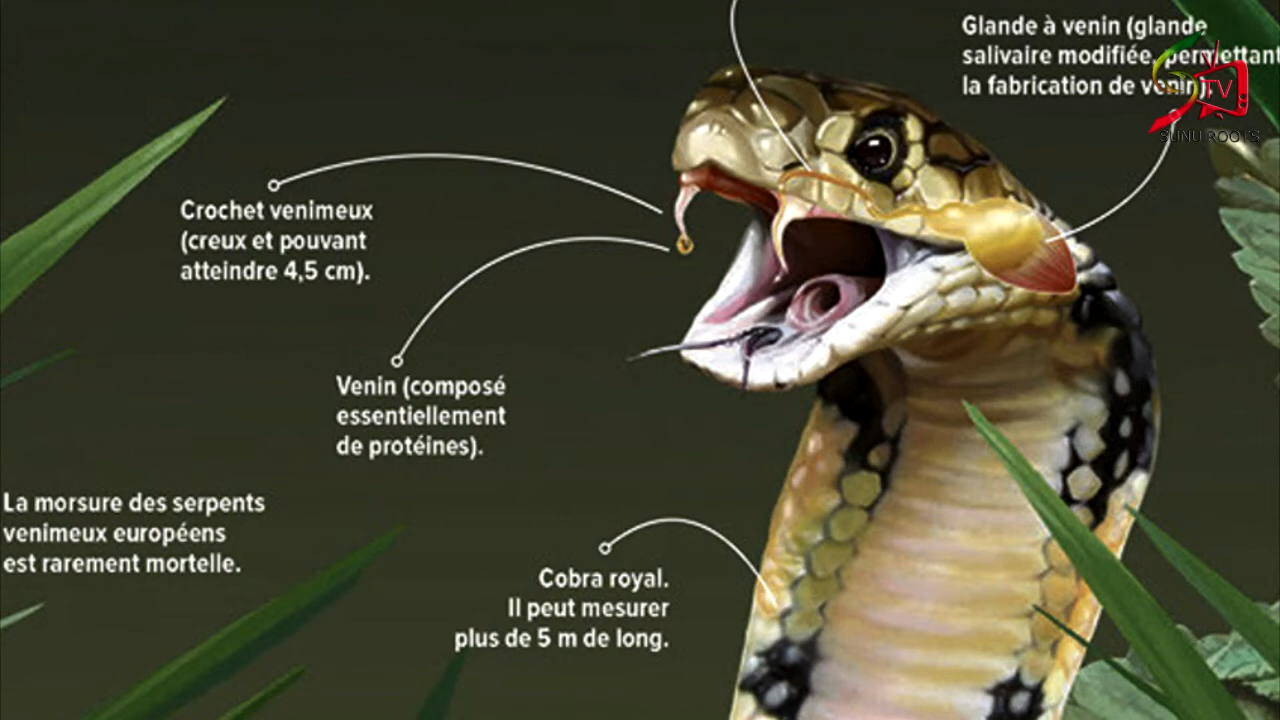 Glande à venin (glande
salivaire modifiée, permettant
la fabrication de venin).
TV
SUNU ROOTS
Crochet venimeux
(creux et pouvant
atteindre 4,5 cm).
Venin (composé
essentiellement
de protéines).
La morsure des serpents
venimeux européens
est rarement mortelle.
Cobra royal.
Il peut mesurer
plus de 5 m de long.